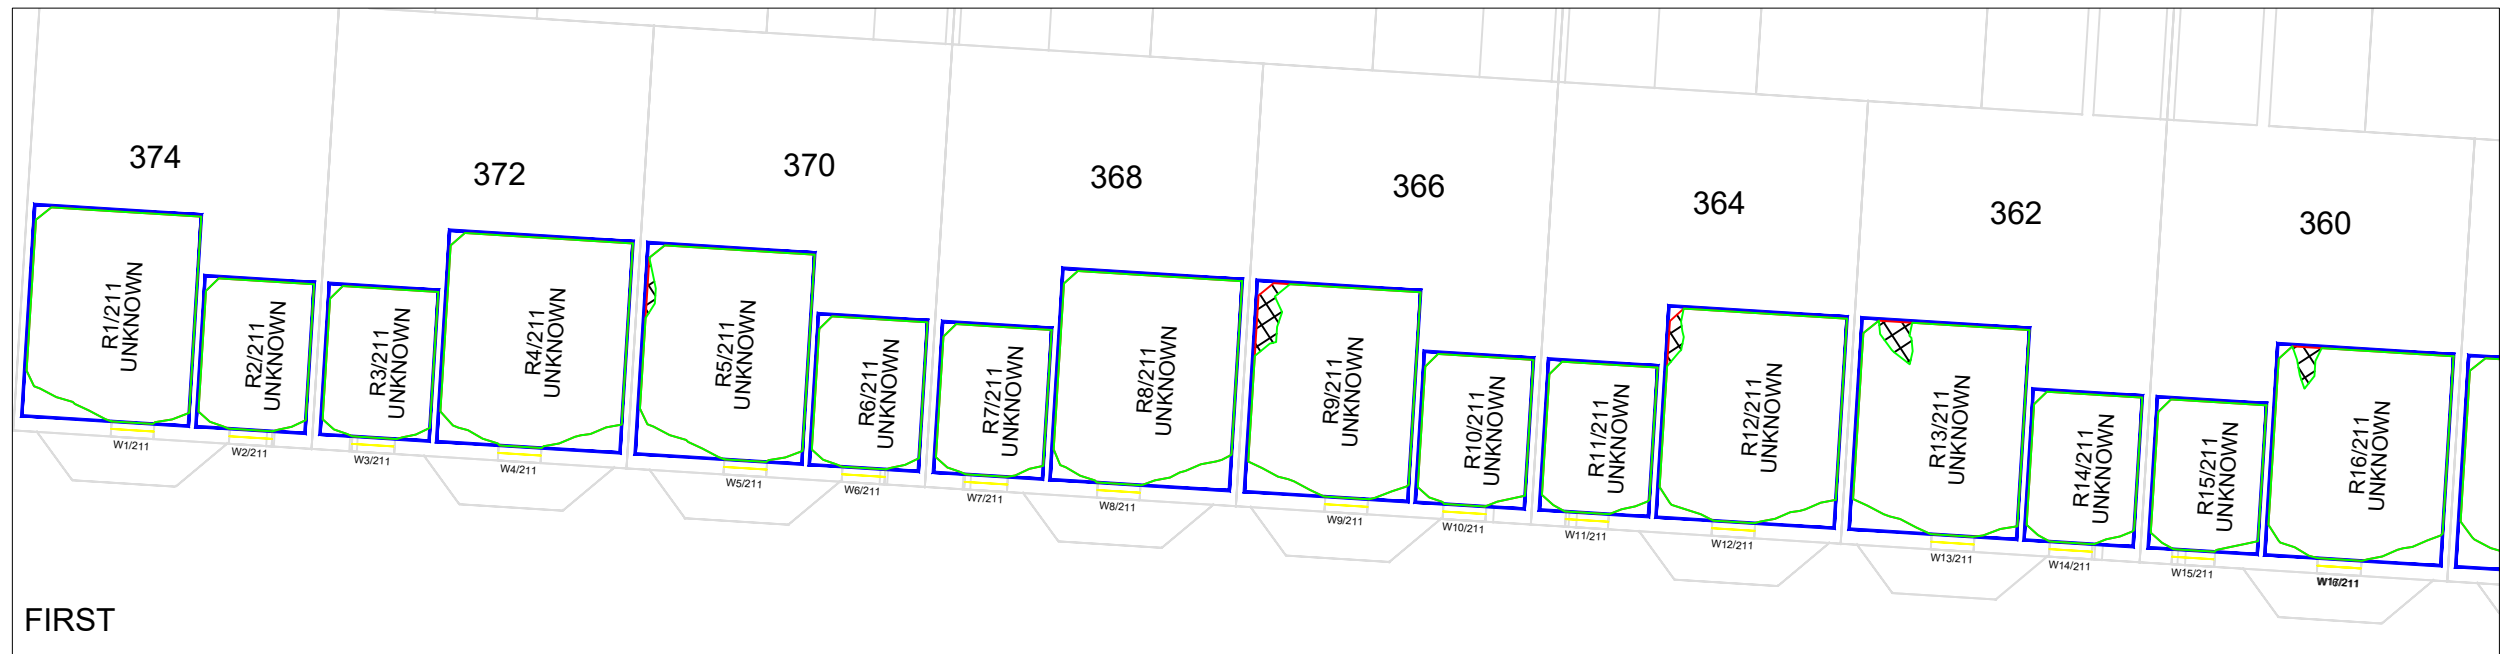 374
372
370
368
366
364
362
360
R1/211
UNKNOWN
R2/211
UNKNOWN
R3/211
UNKNOWN
R4/211
UNKNOWN
R5/211
UNKNOWN
R6/211
UNKNOWN
R7/211
UNKNOWN
R8/211
UNKNOWN
R9/211
UNKNOWN
R10/211
UNKNOWN
R11/211
UNKNOWN
R12/211
UNKNOWN
R13/211
UNKNOWN
R14/211
UNKNOWN
R15/211
UNKNOWN
R16/211
UNKNOWN
W1/211
W2/211
W3/211
W4/211
W5/211
W6/211
W7/211
W8/211
W9/211
W10/211
W11/211
W12/211
W13/211
W14/211
W15/211
FIRST